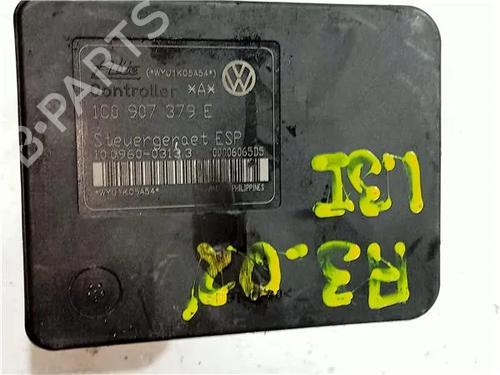 Ate (*WYU1K05A54*)
Controller *A*
1C0 907 379 E
Steuergeraet ESP
10.0960-0313.3 00006065D5
*WYU1K05A54*
PHILIPPINES
1.3I
R3-02
B-PARTS